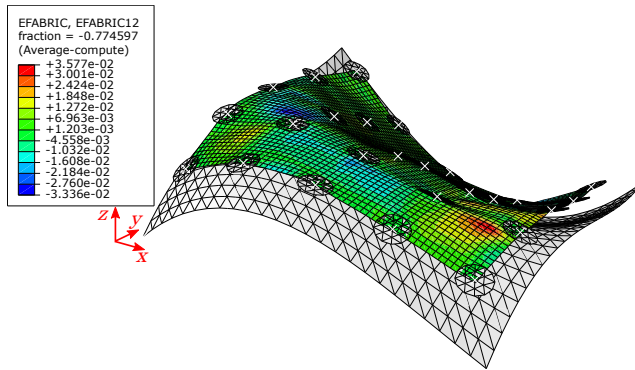 EFABRIC, EFABRIC12
fraction = -0.774597
(Average-compute)
+3.577e-02
+3.001e-02
+2.424e-02
+1.848e-02
+1.272e-02
+6.963e-03
+1.203e-03
-4.558e-03
-1.032e-02
-1.608e-02
-2.184e-02
-2.760e-02
-3.336e-02
z
y
x